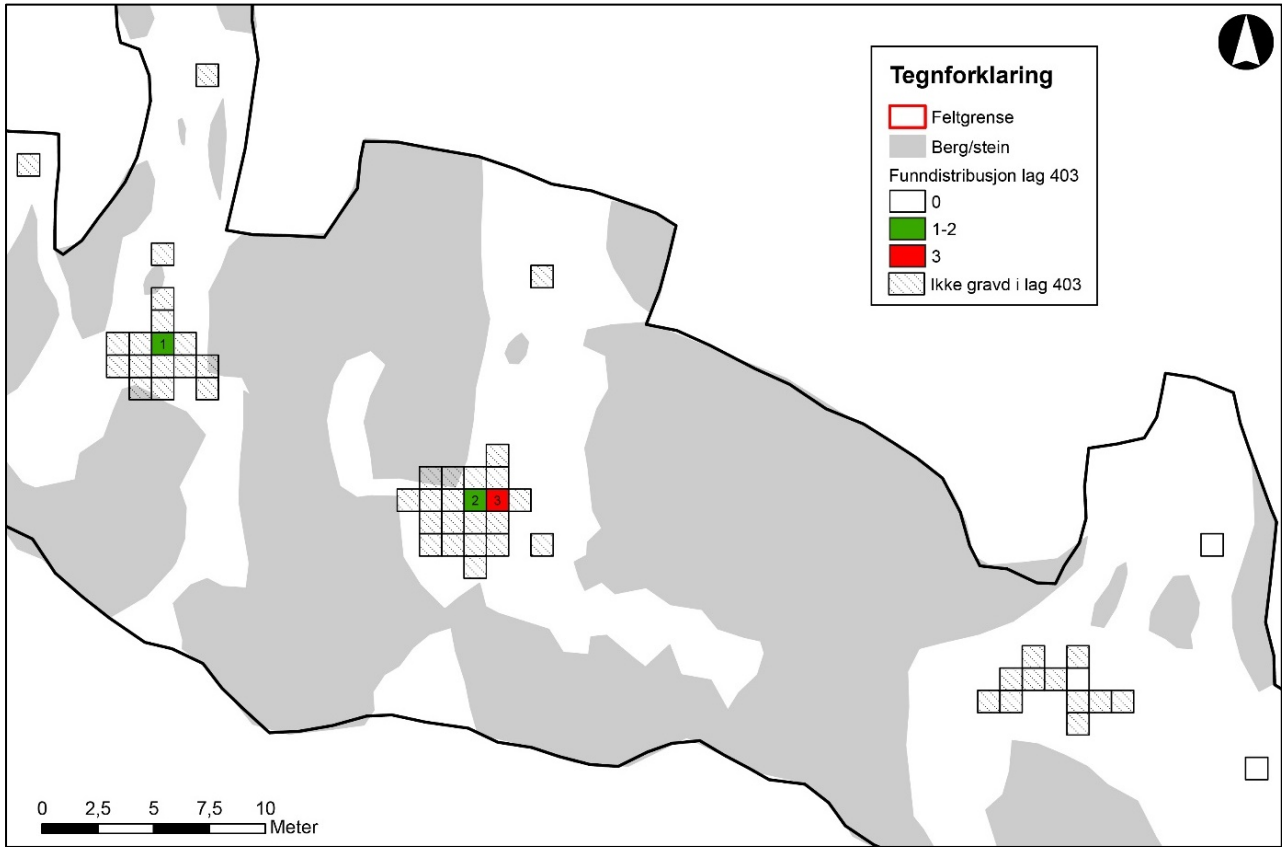 Tegnforklaring
Feltgrense
Berg/stein
Funndistribusjon lag 403
0
1-2
3
Ikke gravd i lag 403
1
2 3
0 2,5 5 7,5 10
Meter